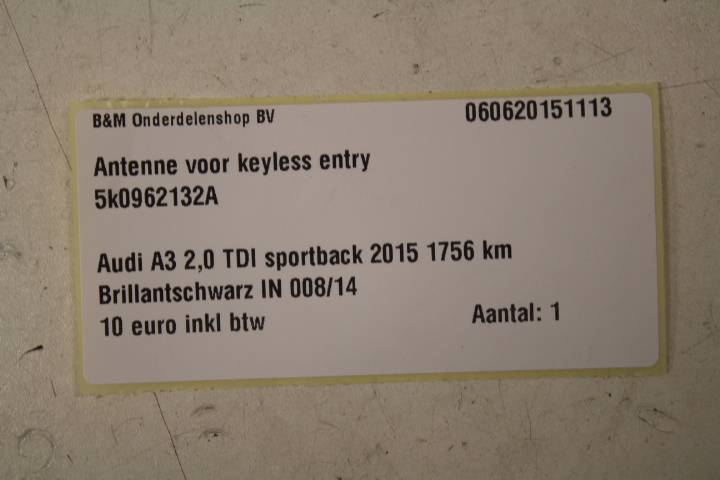 B&M Onderdelenshop BV 060620151113
Antenne voor keyless entry
5k0962132A
Audi A3 2,0 TDI sportback 2015 1756 km
Brillantschwarz IN 008/14
10 euro inkl btw Aantal: 1